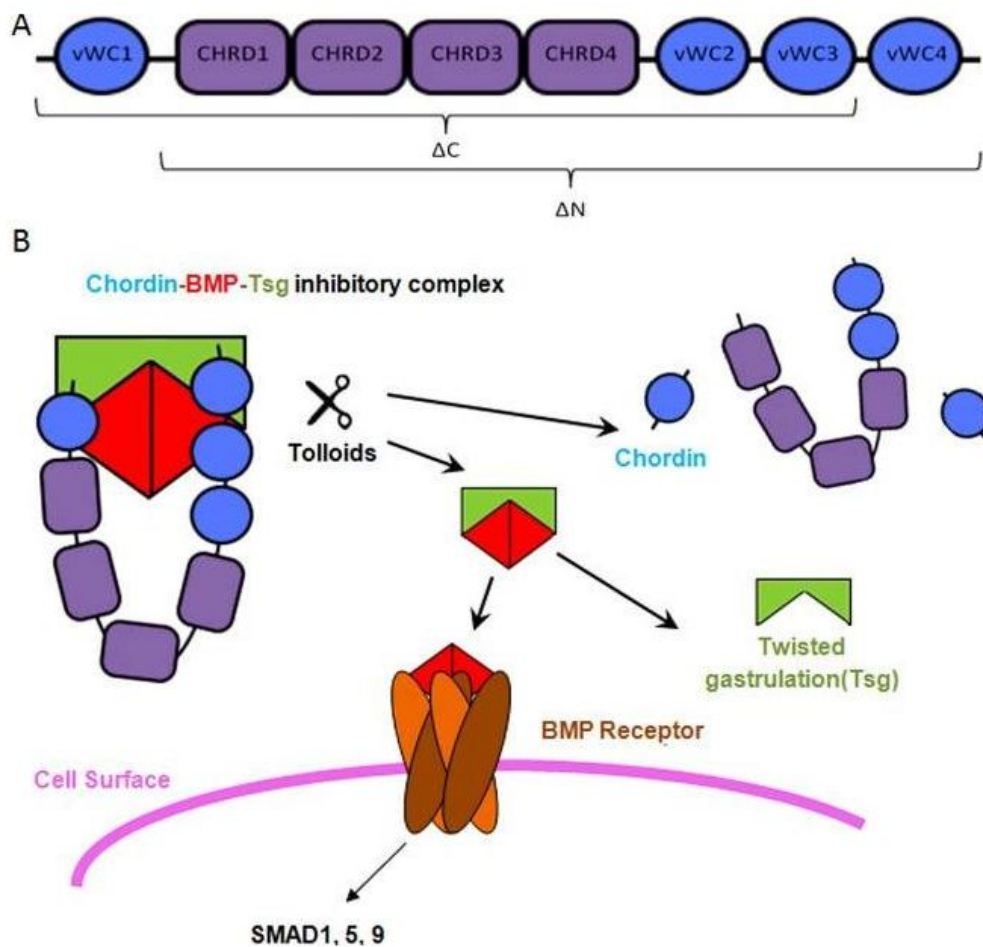 A
vWC1 CHRD1 CHRD2 CHRD3 CHRD4 vWC2 vWC3 vWC4
ΔC
ΔN
B
Chordin-BMP-Tsg inhibitory complex
Tolloids
Chordin
Twisted
gastrulation(Tsg)
BMP Receptor
Cell Surface
SMAD1, 5, 9